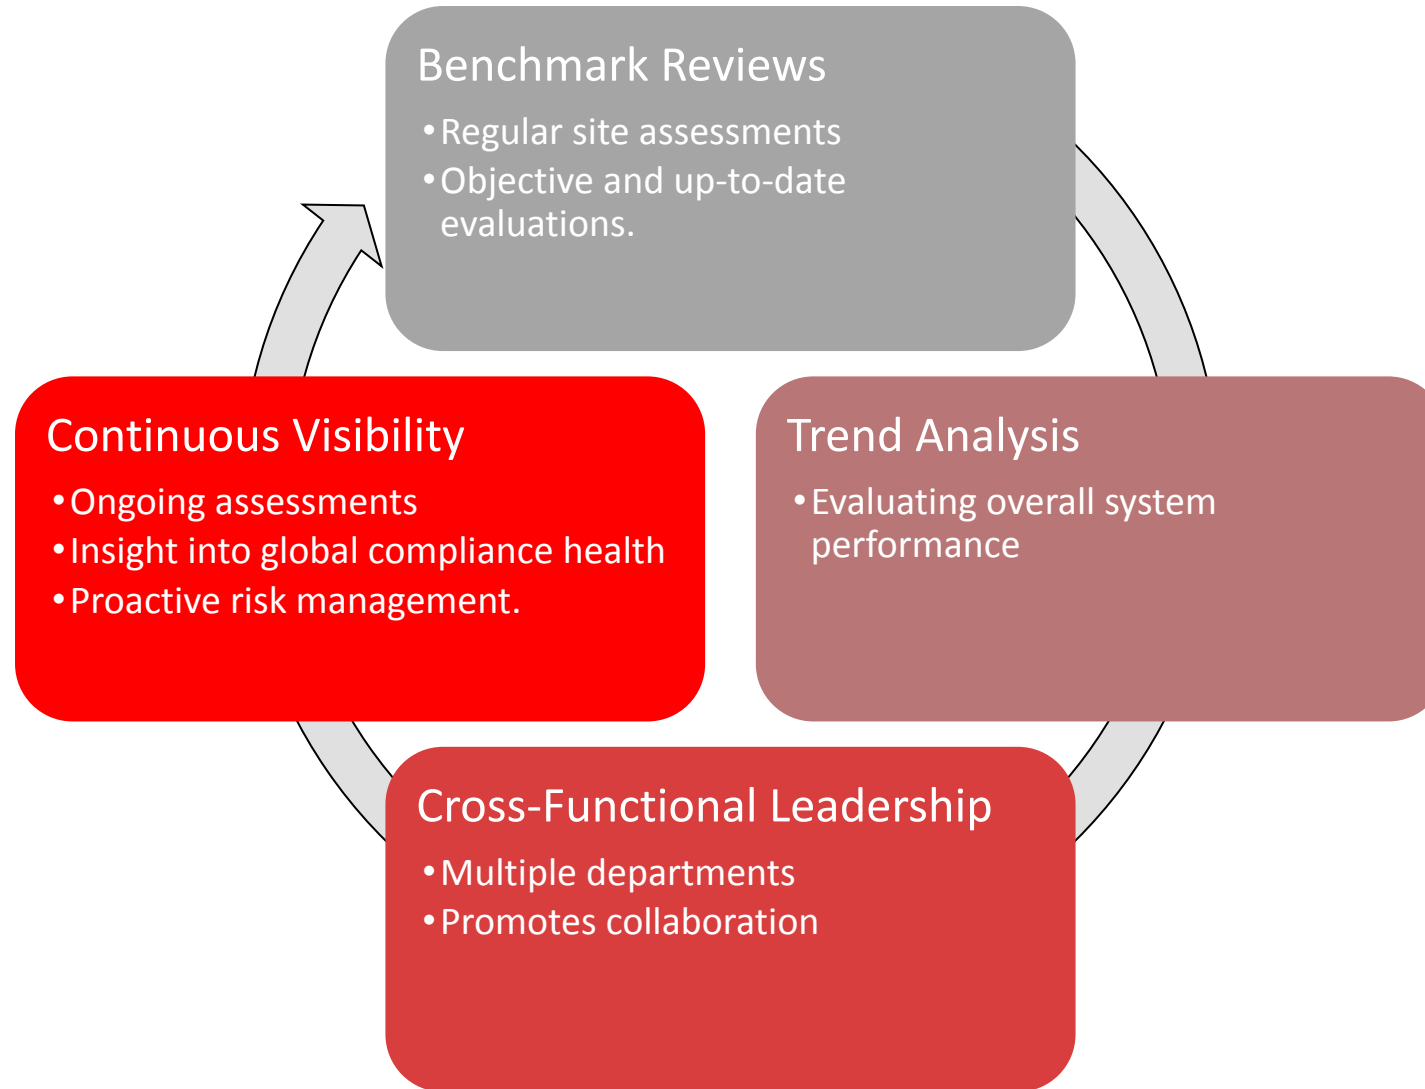 Benchmark Reviews
•Regular site assessments
•Objective and up-to-date
evaluations.
Trend Analysis
•Evaluating overall system
performance
Cross-Functional Leadership
•Multiple departments
•Promotes collaboration
Continuous Visibility
•Ongoing assessments
•Insight into global compliance health
•Proactive risk management.